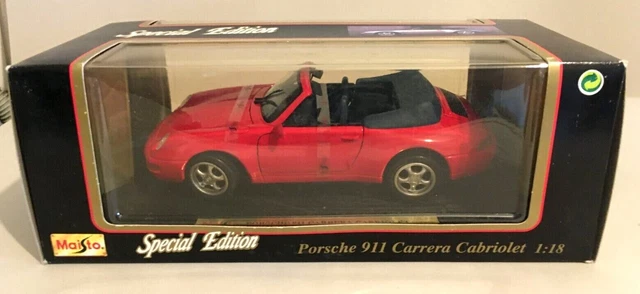 Special Edition
Maisto
Special Edition
Porsche 911 Carrera Cabriolet 1:18